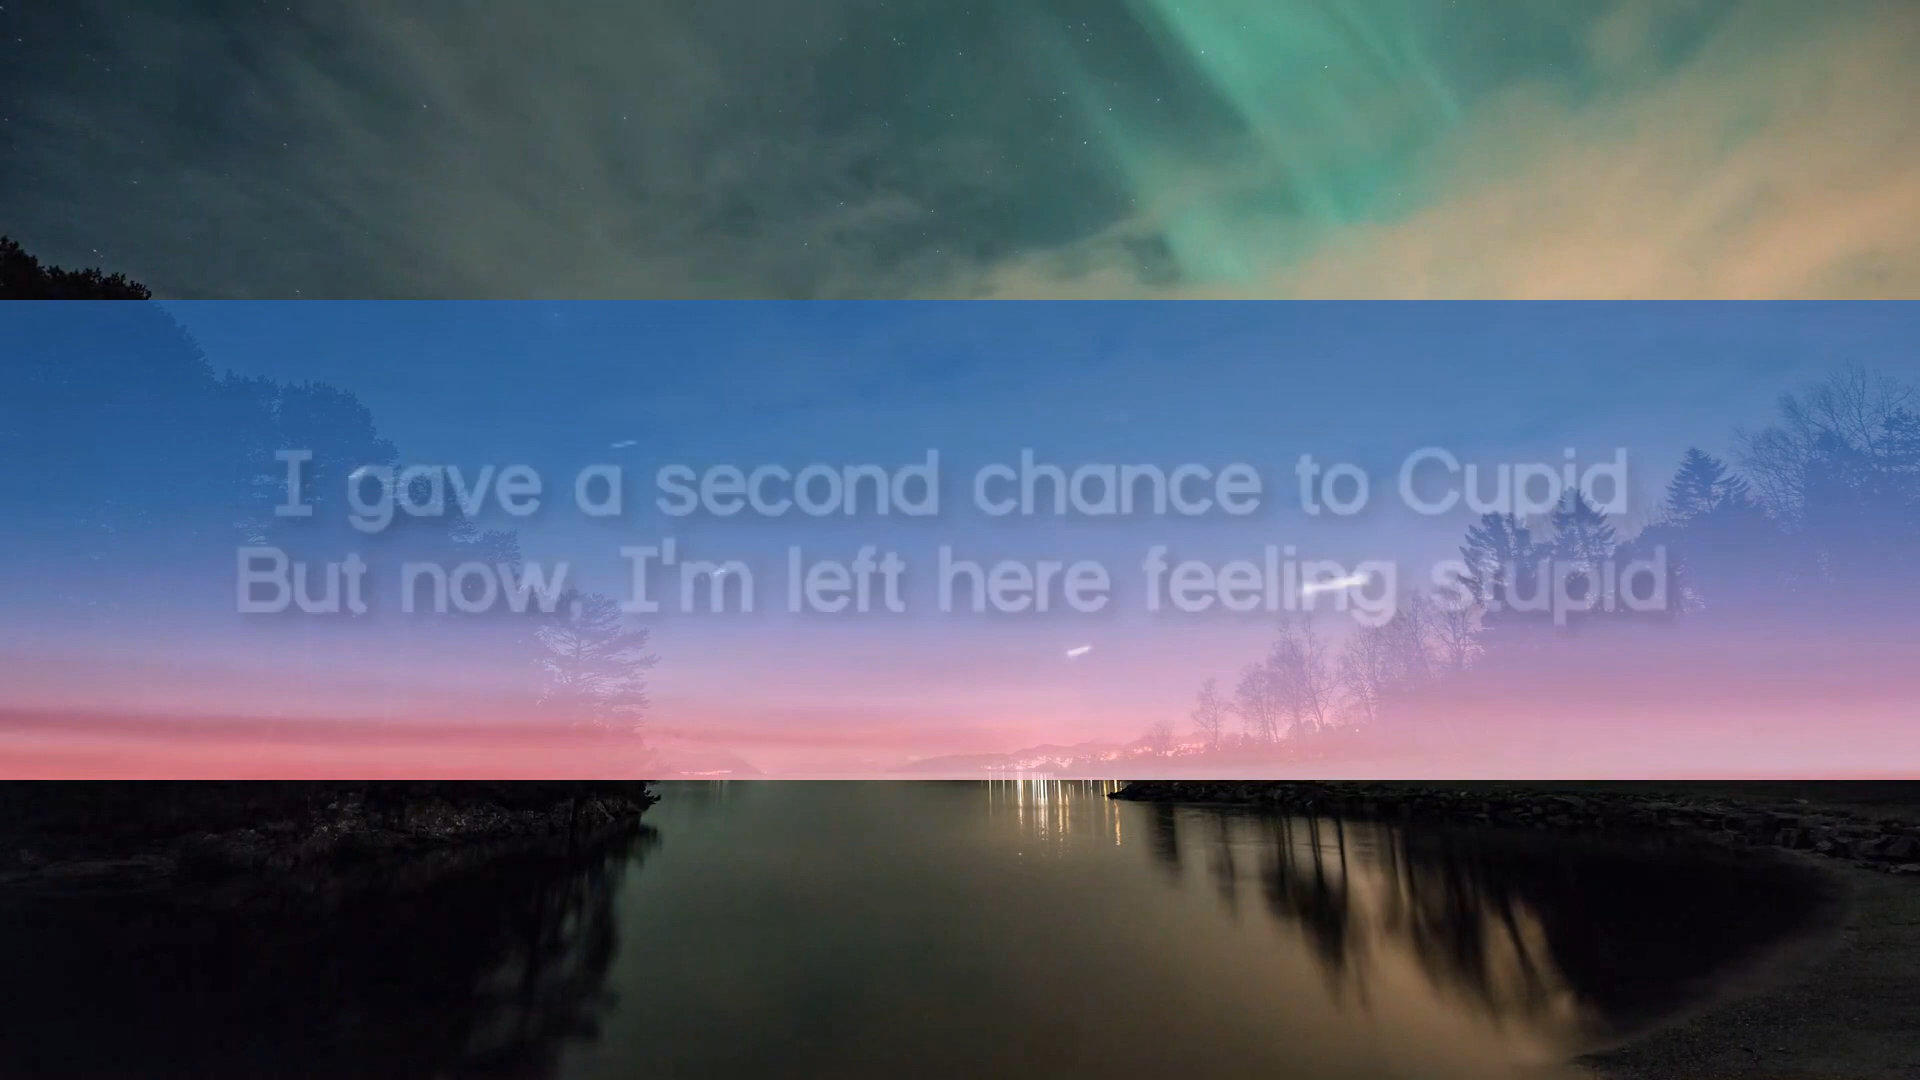 I gave a second chance to Cupid
But now, I'm left here feeling stupid